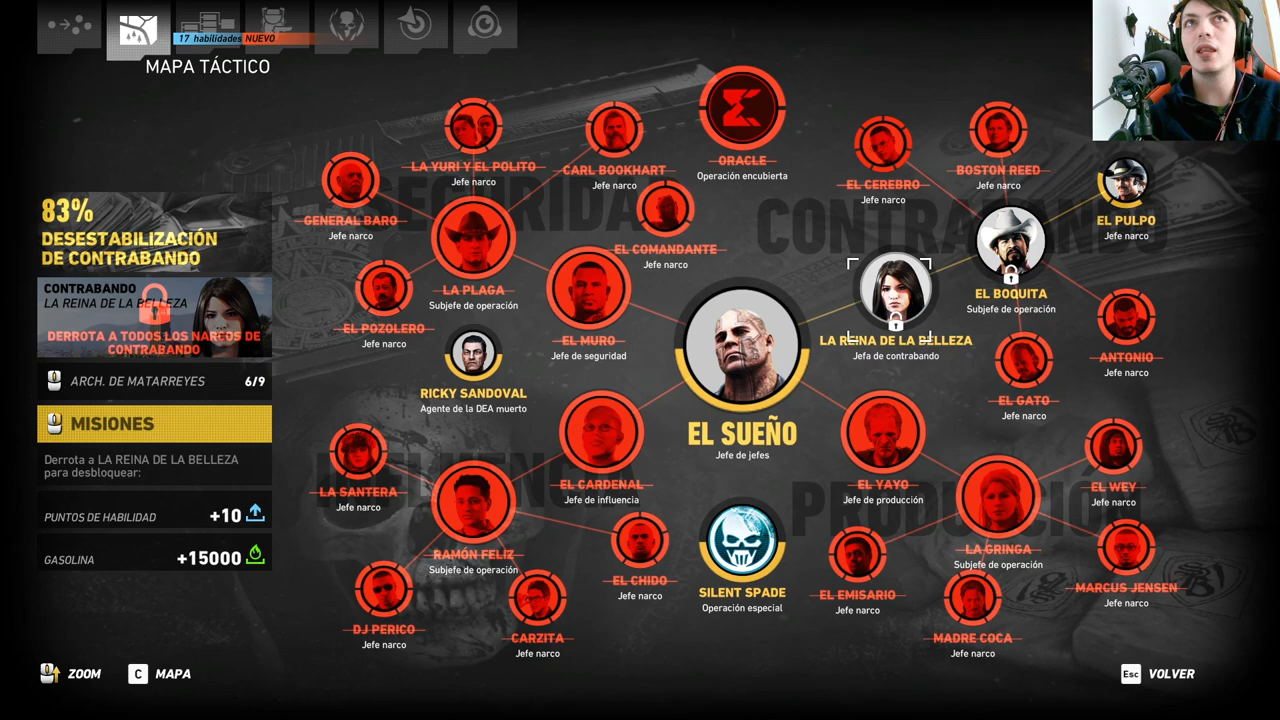 17 habilidades NUEVO
MAPA TÁCTICO
83%
DESESTABILIZACIÓN
DE CONTRABANDO
CONTRABANDO
LA REINA DE LA BELLEZA
DERROTA A TODOS LOS NARCOS DE
CONTRABANDO
ARCH. DE MATARREYES 6/9
MISIONES
Derrota a LA REINA DE LA BELLEZA
para desbloquear:
PUNTOS DE HABILIDAD +10
GASOLINA +15000
SEGURIDAD
CONTRABANDO
INFLUENCIA
PRODUCCIÓN
LA YURI Y EL POLITO
Jefe narco
CARL BOOKHART
Jefe narco
ORACLE
Operación encubierta
EL CEREBRO
Jefe narco
BOSTON REED
Jefe narco
GENERAL BARO
Jefe narco
EL COMANDANTE
Jefe narco
EL PULPO
Jefe narco
LA PLAGA
Subjefe de operación
EL BOQUITA
Subjefe de operación
EL POZOLERO
Jefe narco
EL MURO
Jefe de seguridad
LA REINA DE LA BELLEZA
Jefa de contrabando
ANTONIO
Jefe narco
RICKY SANDOVAL
Agente de la DEA muerto
EL GATO
Jefe narco
EL SUEÑO
Jefe de jefes
LA SANTERA
Jefe narco
EL CARDENAL
Jefe de influencia
EL YAYO
Jefe de producción
EL WEY
Jefe narco
RAMÓN FELIZ
Subjefe de operación
LA GRINGA
Subjefe de operación
EL CHIDO
Jefe narco
SILENT SPADE
Operación especial
EL EMISARIO
Jefe narco
MARCUS JENSEN
Jefe narco
DJ PERICO
Jefe narco
CARZITA
Jefe narco
MADRE COCA
Jefe narco
ZOOM
C MAPA
Esc VOLVER